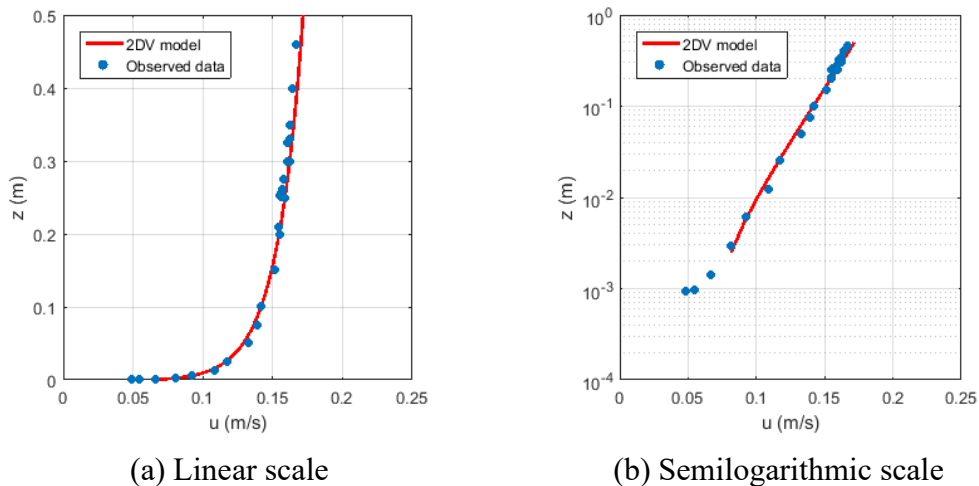 2DV model
Observed data
0.5
0.4
0.3
0.2
0.1
0
z (m)
0 0.05 0.1 0.15 0.2 0.25
u (m/s)
(a) Linear scale
2DV model
Observed data
10^0
10^-1
10^-2
10^-3
10^-4
z (m)
0 0.05 0.1 0.15 0.2 0.25
u (m/s)
(b) Semilogarithmic scale